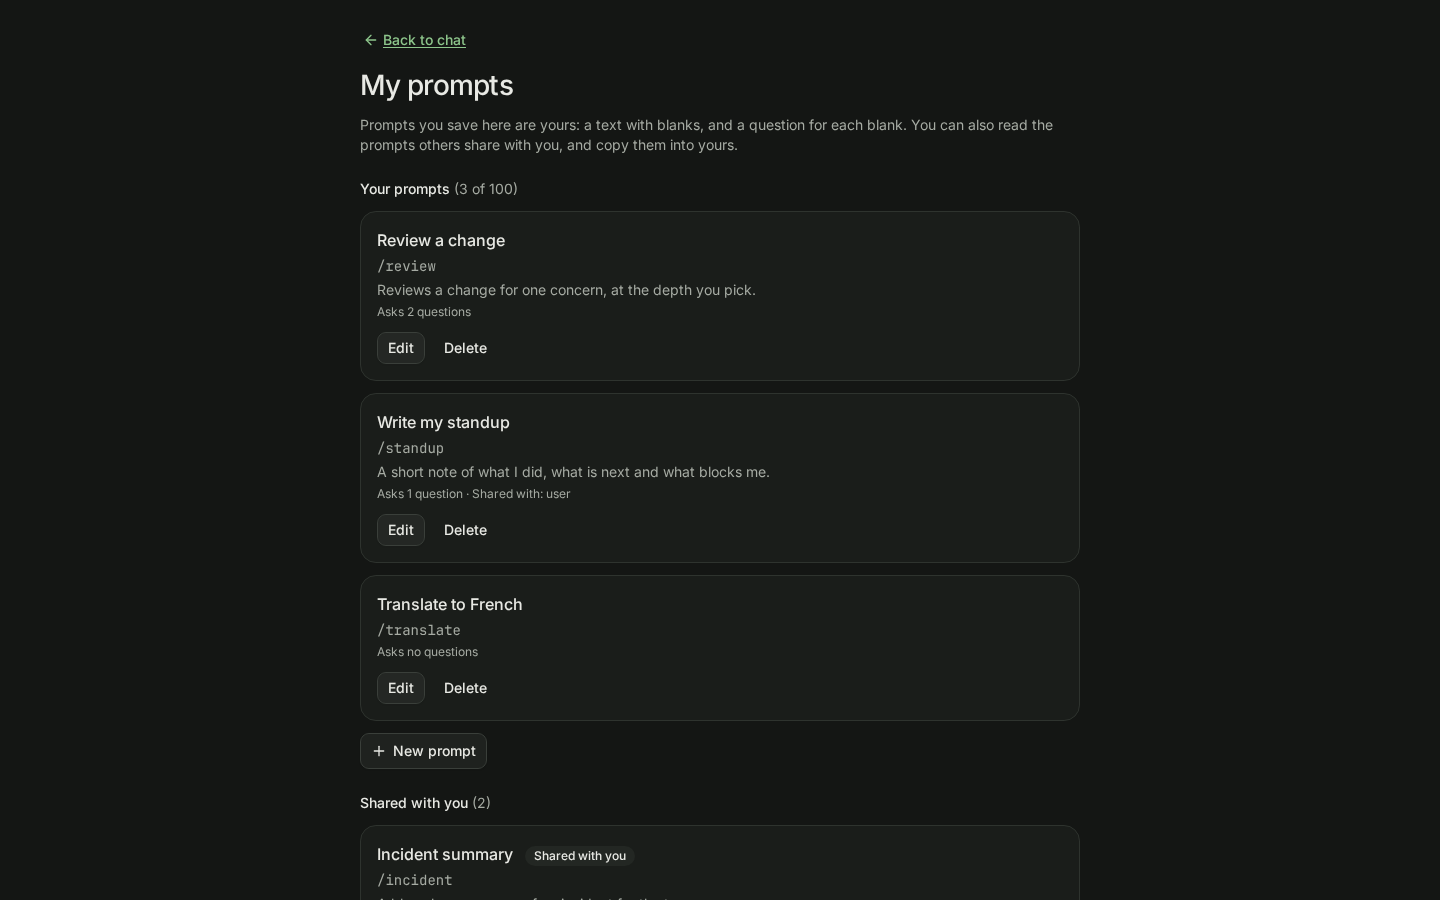 Back to chat
My prompts
Prompts you save here are yours: a text with blanks, and a question for each blank. You can also read the
prompts others share with you, and copy them into yours.
Your prompts (3 of 100)
Review a change
/review
Reviews a change for one concern, at the depth you pick.
Asks 2 questions
Edit Delete
Write my standup
/standup
A short note of what I did, what is next and what blocks me.
Asks 1 question · Shared with: user
Edit Delete
Translate to French
/translate
Asks no questions
Edit Delete
New prompt
Shared with you (2)
Incident summary Shared with you
/incident